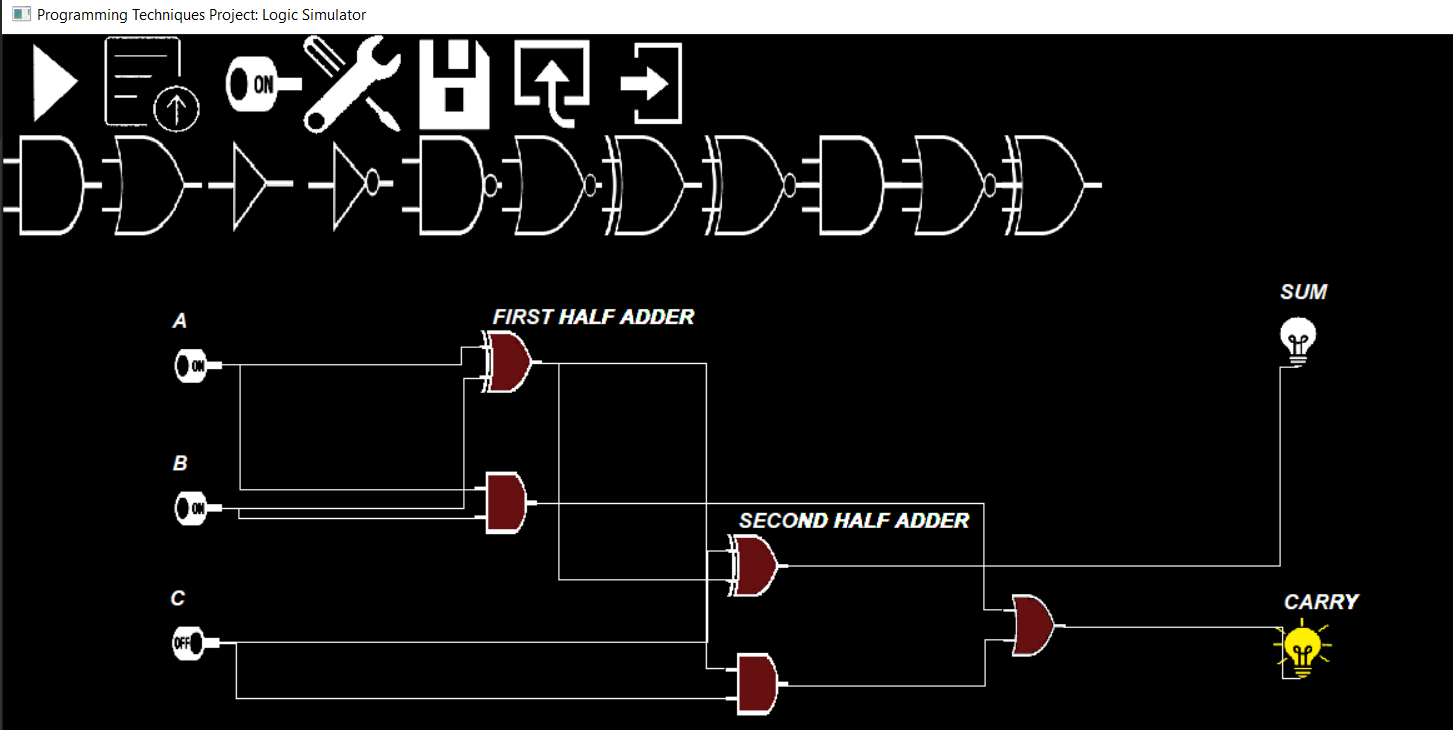 Programming Techniques Project: Logic Simulator
ON
SUM
FIRST HALF ADDER
A
ON
B
ON
SECOND HALF ADDER
C
OFF
CARRY